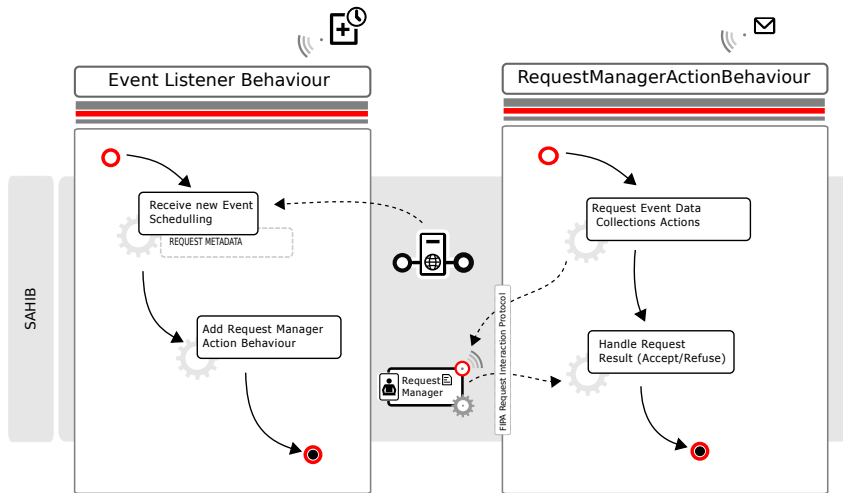 Event Listener Behaviour
RequestManagerActionBehaviour
SAHIB
Receive new Event
Schedulling
REQUEST METADATA
Add Request Manager
Action Behaviour
Request
Manager
FIPA Request Interaction Protocol
Request Event Data
Collections Actions
Handle Request
Result (Accept/Refuse)